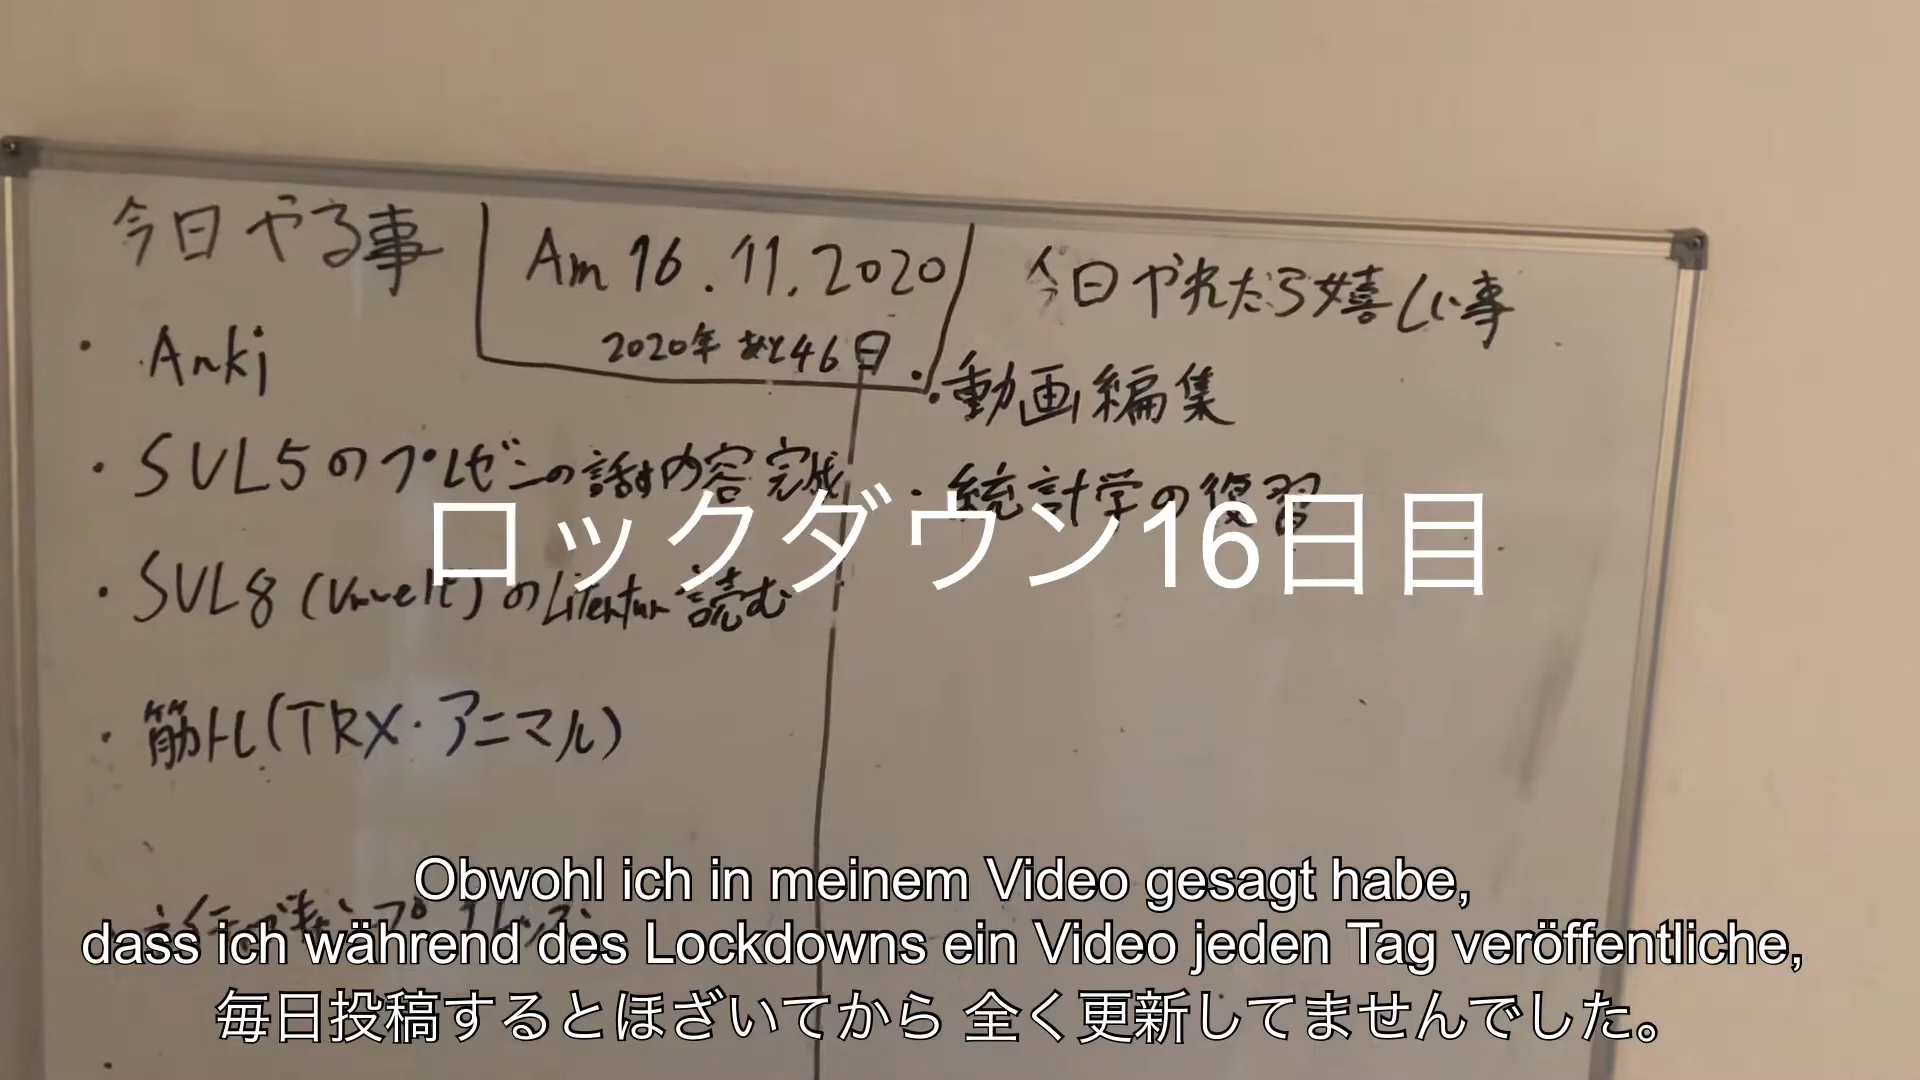 今日やる事
Am 16.11.2020
2020年 あと46日
今日やれたら嬉しい事
・Anki
・SVL5のプレゼンの話す内容完成
・SVL8 (Umwelt)のLiteratur読む
・筋トレ(TRX・アニマル)
・動画編集
・統計学の復習
ロックダウン16日目
Obwohl ich in meinem Video gesagt habe,
dass ich während des Lockdowns ein Video jeden Tag veröffentliche,
毎日投稿するとほざいてから 全く更新してませんでした。